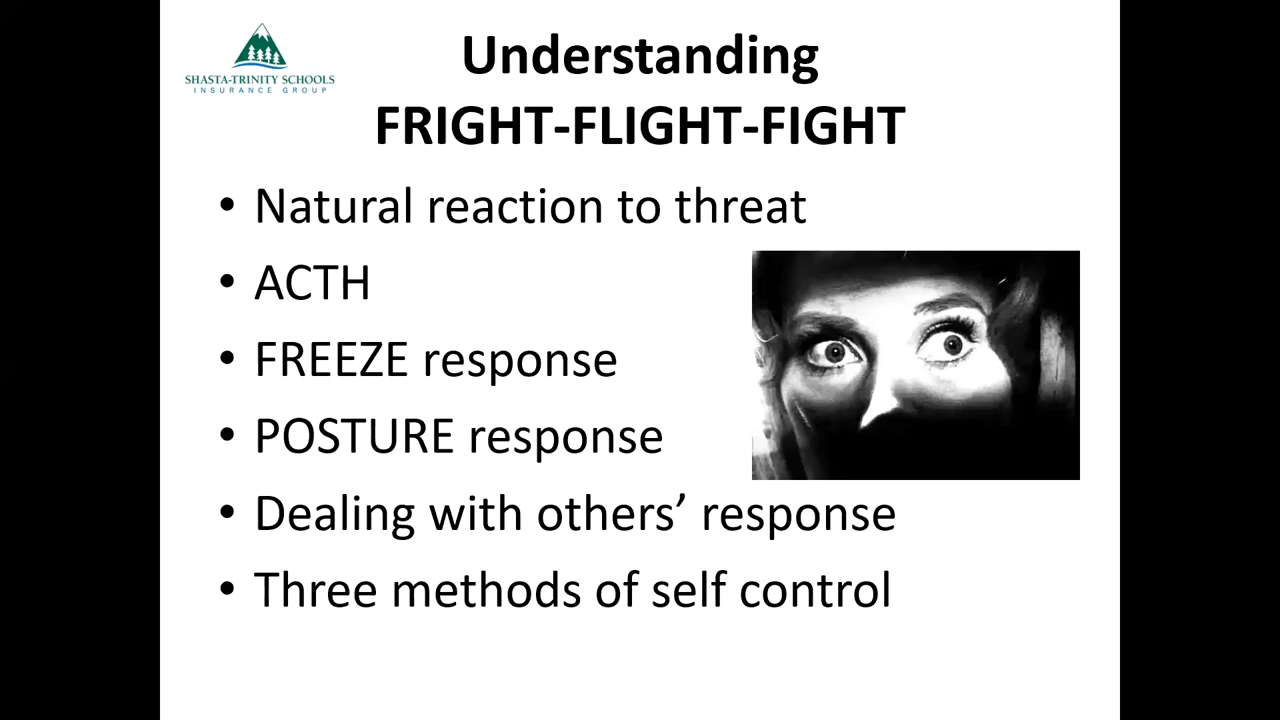 SHASTA-TRINITY SCHOOLS
INSURANCE GROUP
Understanding
FRIGHT-FLIGHT-FIGHT
• Natural reaction to threat
• ACTH
• FREEZE response
• POSTURE response
• Dealing with others’ response
• Three methods of self control